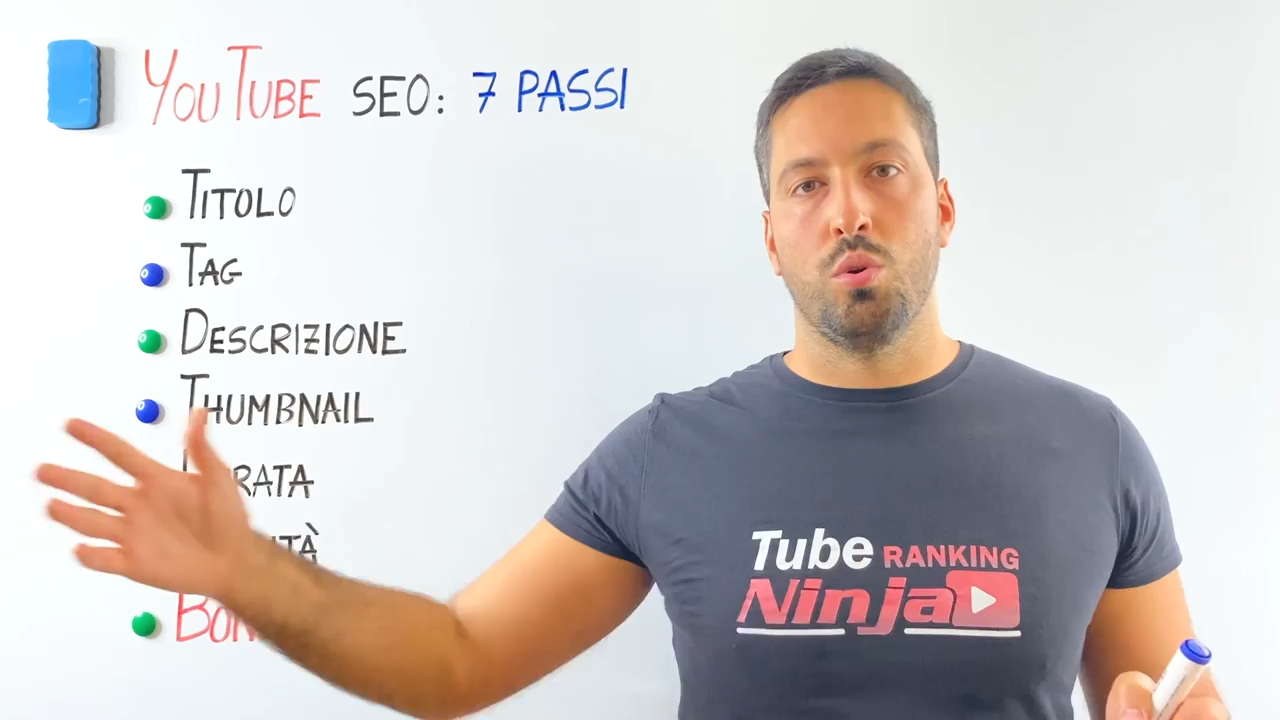 YOUTUBE SEO: 7 PASSI
TITOLO
TAG
DESCRIZIONE
THUMBNAIL
Tube RANKING
Ninja